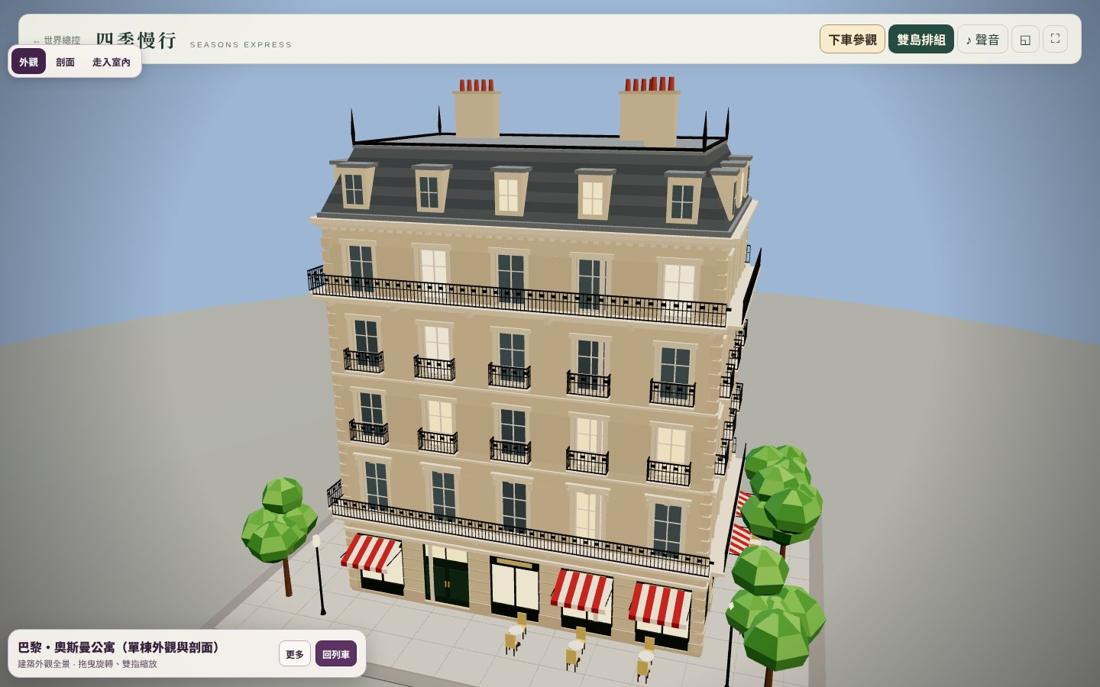 ← 世界總控 四季慢行 SEASONS EXPRESS
下車參觀 雙島排組 ♪ 聲音
外觀 剖面 走入室內
巴黎・奧斯曼公寓（單棟外觀與剖面）
建築外觀全景 · 拖曳旋轉、雙指縮放
更多 回列車